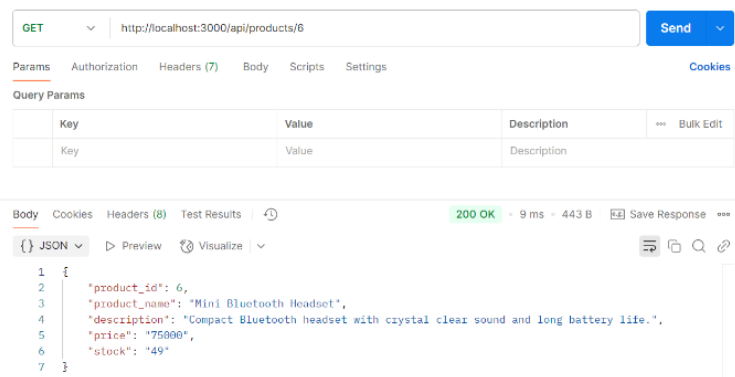 GET http://localhost:3000/api/products/6 Send
Params Authorization Headers (7) Body Scripts Settings Cookies
Query Params
Key Value Description Bulk Edit
Key Value Description
Body Cookies Headers (8) Test Results 200 OK 9 ms 443 B Save Response
{} JSON Preview Visualize
1 {
2 "product_id": 6,
3 "product_name": "Mini Bluetooth Headset",
4 "description": "Compact Bluetooth headset with crystal clear sound and long battery life.",
5 "price": "75000",
6 "stock": "49"
7 }